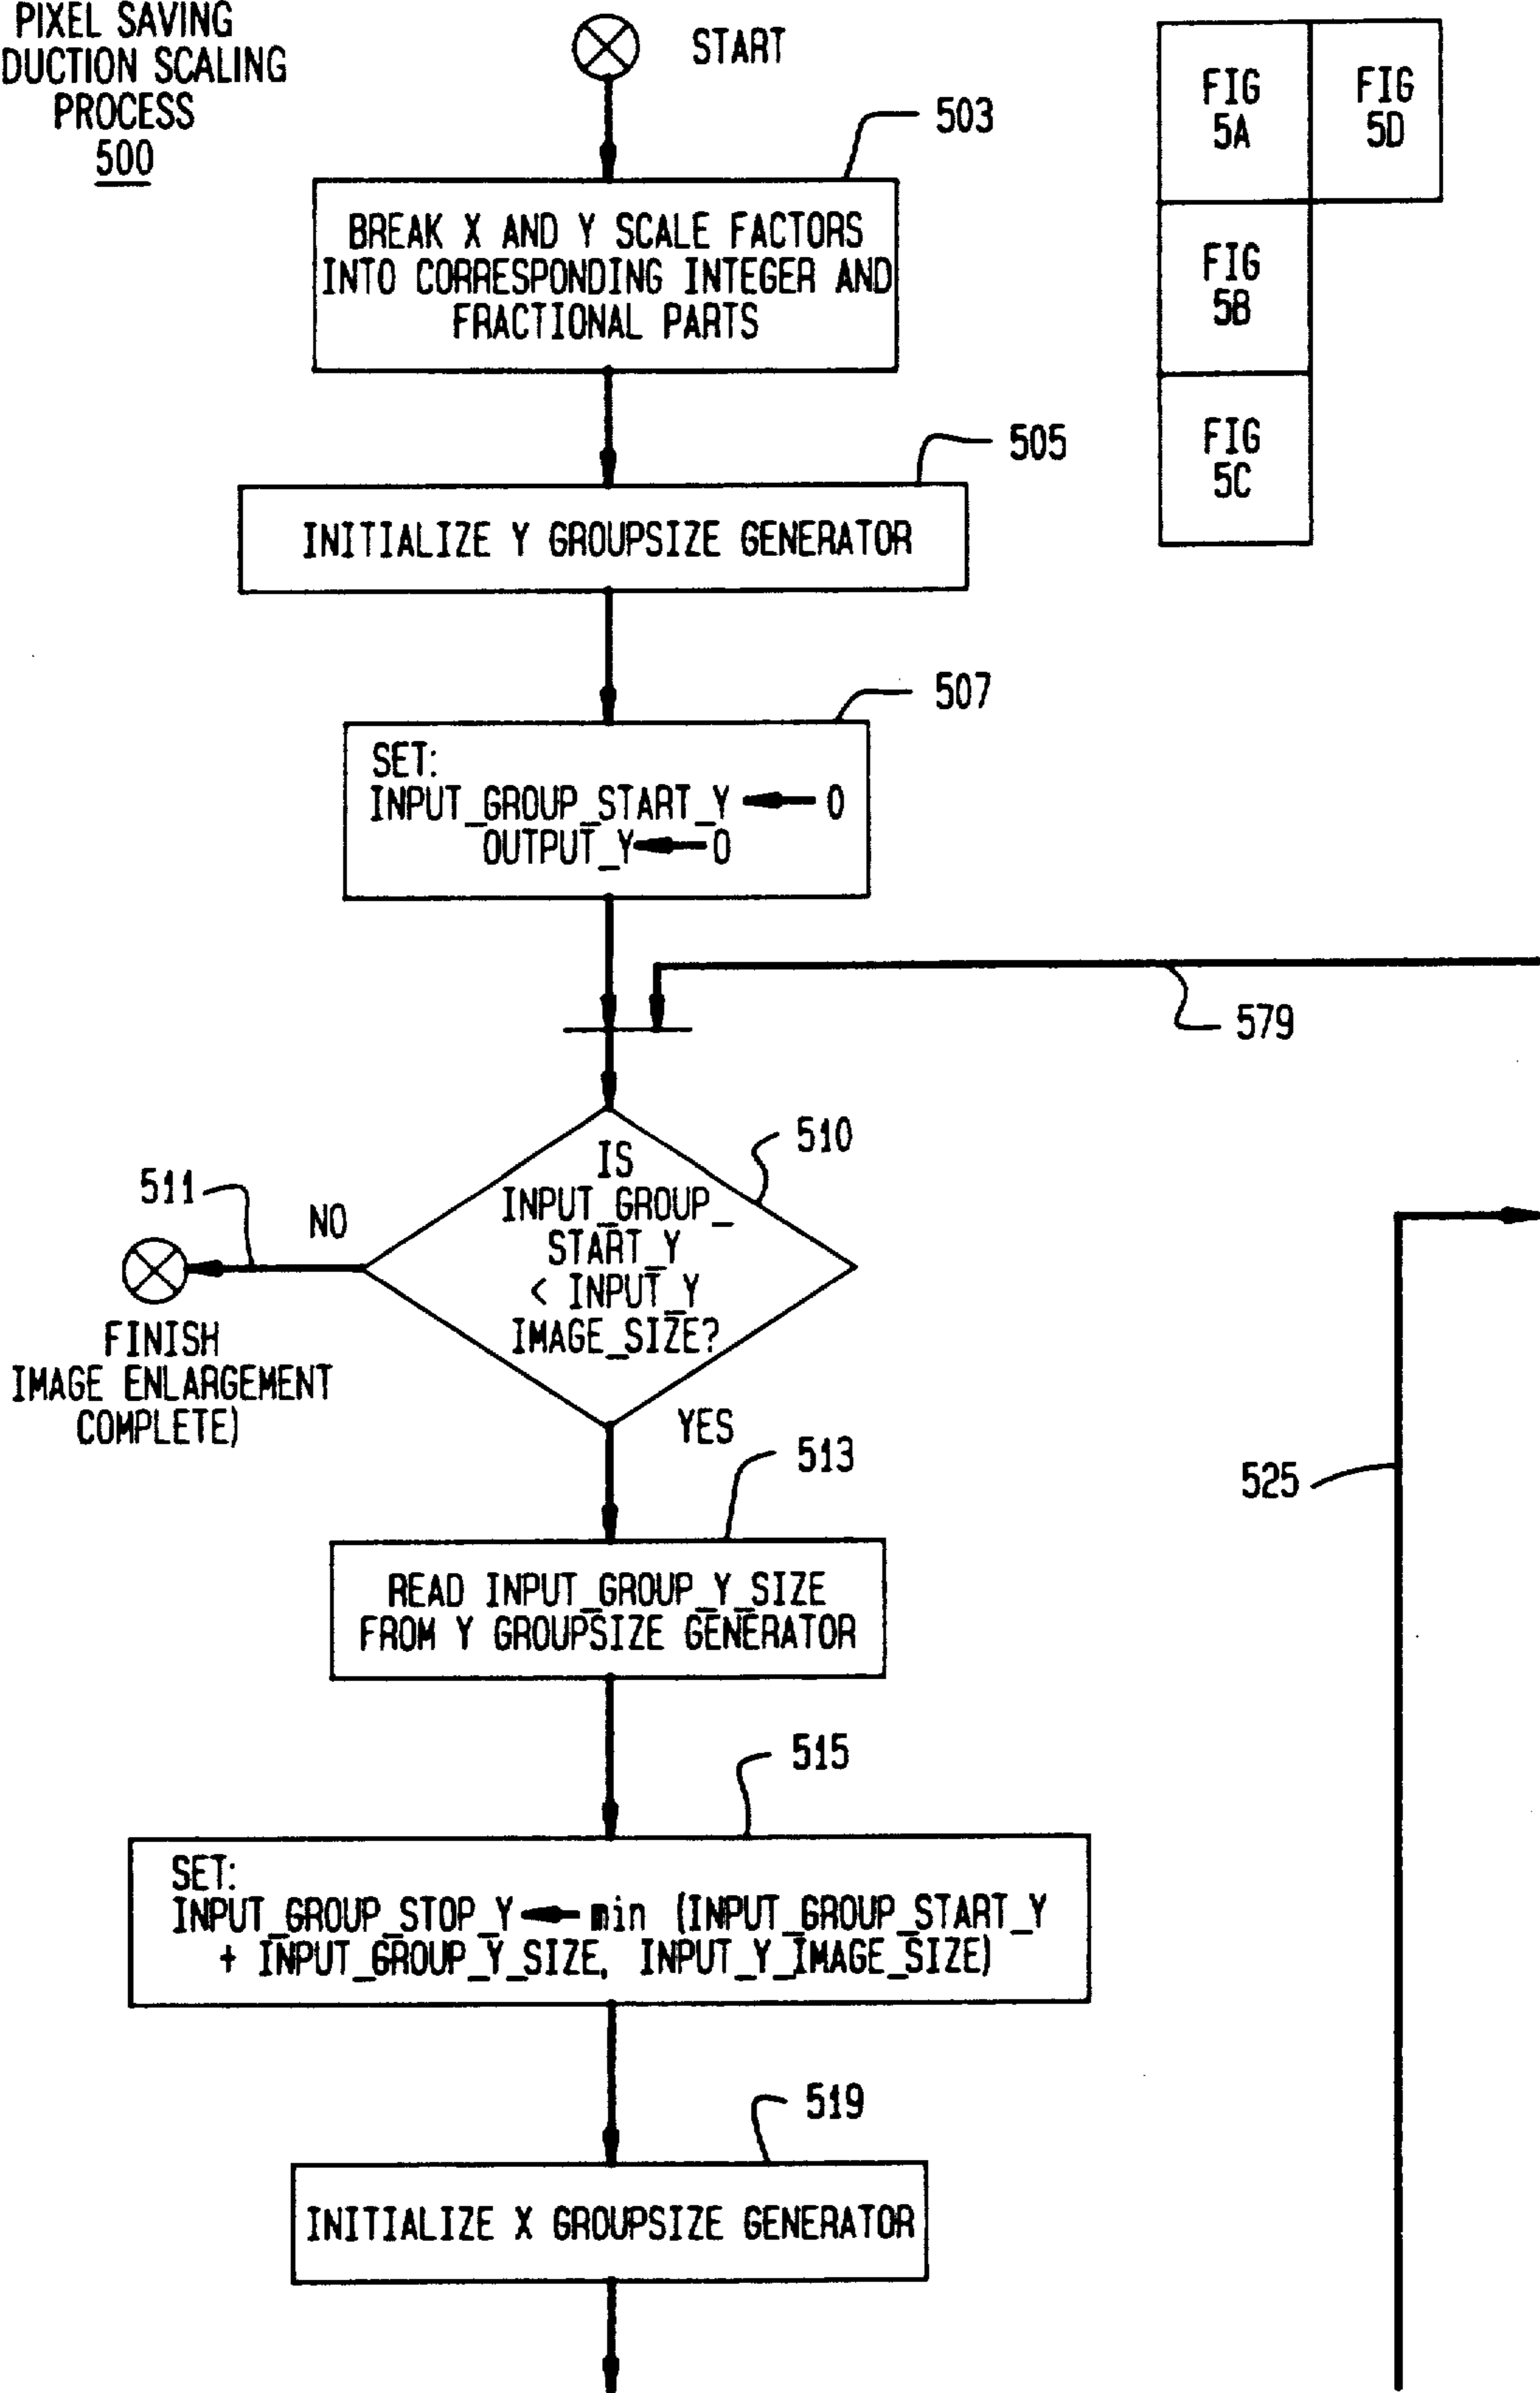 PIXEL SAVING
DUCTION SCALING
PROCESS
500
START
503
BREAK X AND Y SCALE FACTORS
INTO CORRESPONDING INTEGER AND
FRACTIONAL PARTS
FIG
5A
FIG
5D
FIG
5B
FIG
5C
505
INITIALIZE Y GROUPSIZE GENERATOR
507
SET:
INPUT_GROUP_START_Y ← 0
OUTPUT_Y ← 0
579
510
IS
INPUT_GROUP_
START_Y
< INPUT_Y
IMAGE_SIZE?
511
NO
FINISH
IMAGE ENLARGEMENT
COMPLETE)
YES
513
525
READ INPUT_GROUP_Y_SIZE
FROM Y GROUPSIZE GENERATOR
515
SET:
INPUT_GROUP_STOP_Y ← min (INPUT_GROUP_START_Y
+ INPUT_GROUP_Y_SIZE, INPUT_Y_IMAGE_SIZE)
519
INITIALIZE X GROUPSIZE GENERATOR